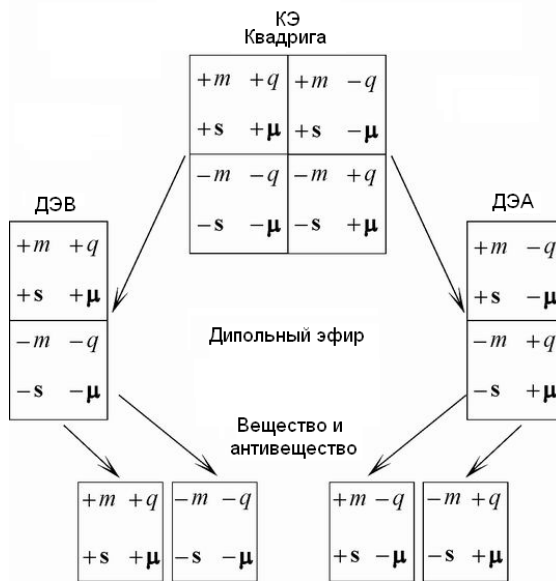 КЭ
Квадрига
+m +q +m −q
+s +μ +s −μ
−m −q −m +q
−s −μ −s +μ
ДЭВ
+m +q
+s +μ
−m −q
−s −μ
ДЭА
+m −q
+s −μ
−m +q
−s +μ
Дипольный эфир
Вещество и
антивещество
+m +q −m −q +m −q −m +q
+s +μ −s −μ +s −μ −s +μ